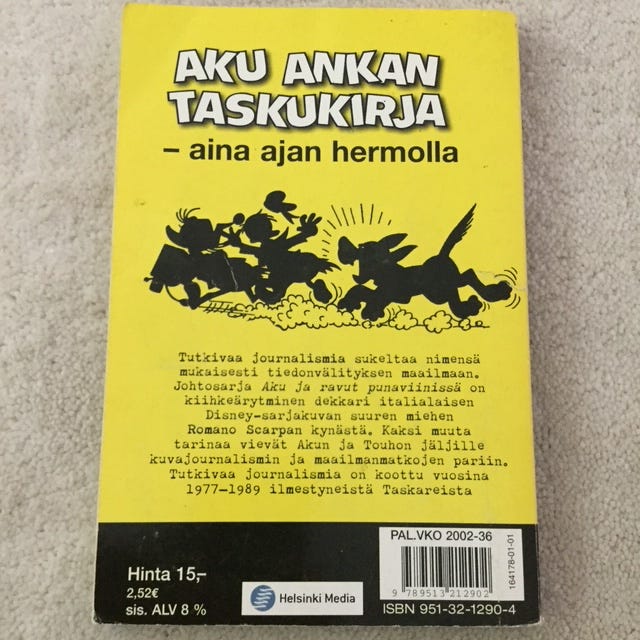 AKU ANKAN
TASKUKIRJA
– aina ajan hermolla
Tutkivaa journalismia sukeltaa nimensä
mukaisesti tiedonvälityksen maailmaan.
Johtosarja Aku ja ravut punaviinissä on
kiihkeärytminen dekkari italialaisen
Disney-sarjakuvan suuren miehen
Romano Scarpan kynästä. Kaksi muuta
tarinaa vievät Akun ja Touhon jäljille
kuvajournalismin ja maailmanmatkojen pariin.
Tutkivaa journalismia on koottu vuosina
1977–1989 ilmestyneistä Taskareista
Hinta 15,–
2,52€
sis. ALV 8 %
Helsinki Media
PAL.VKO 2002-36
9 789513 212902
ISBN 951-32-1290-4
164178-01-01